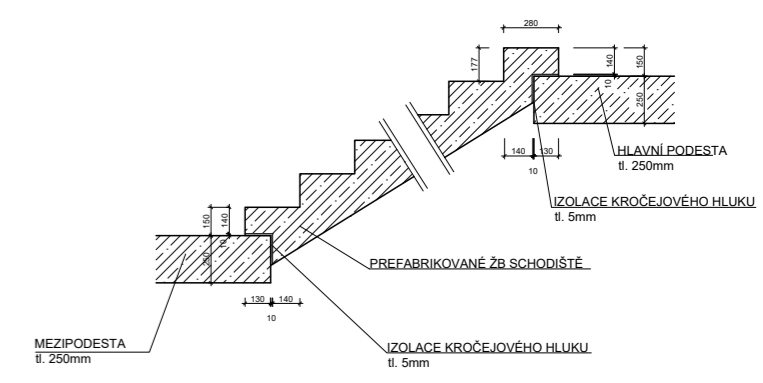 280
177
140
150
10
250
140
130
10
HLAVNÍ PODESTA
tl. 250mm
IZOLACE KROČEJOVÉHO HLUKU
tl. 5mm
150
140
10
250
PREFABRIKOVANÉ ŽB SCHODIŠTĚ
130
140
10
MEZIPODESTA
tl. 250mm
IZOLACE KROČEJOVÉHO HLUKU
tl. 5mm